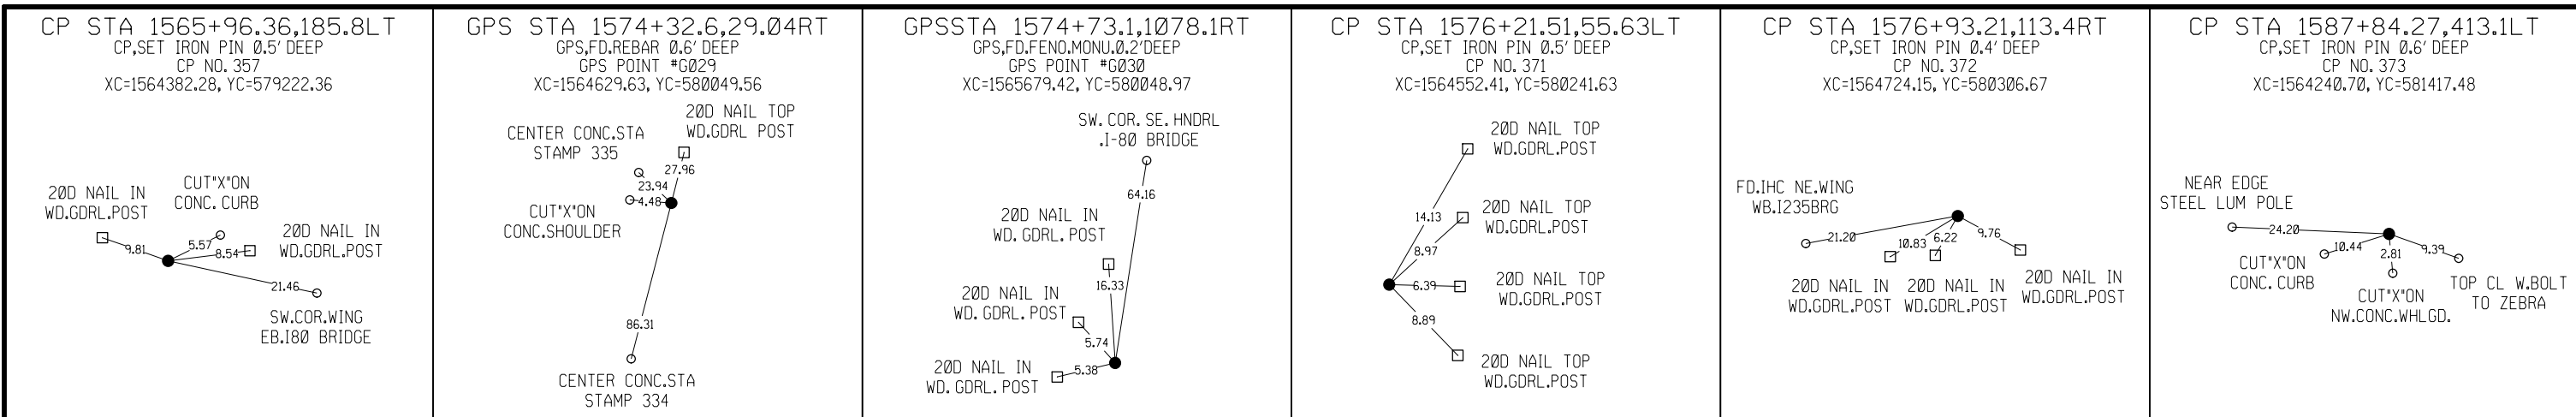 CP STA 1565+96.36,185.8LT
CP,SET IRON PIN 0.5' DEEP
CP NO. 357
XC=1564382.28, YC=579222.36
20D NAIL IN
WD.GDRL.POST
CUT"X"ON
CONC. CURB
20D NAIL IN
WD.GDRL.POST
9.81
5.57
8.54
21.46
SW.COR.WING
EB.I80 BRIDGE
GPS STA 1574+32.6,29.04RT
GPS,FD.REBAR 0.6' DEEP
GPS POINT #G029
XC=1564629.63, YC=580049.56
20D NAIL TOP
WD.GDRL POST
CENTER CONC.STA
STAMP 335
27.96
23.94
4.48
CUT"X"ON
CONC.SHOULDER
86.31
CENTER CONC.STA
STAMP 334
GPSSTA 1574+73.1,1078.1RT
GPS,FD.FENO.MONU.0.2'DEEP
GPS POINT #G030
XC=1565679.42, YC=580048.97
SW. COR. SE. HNDRL
.I-80 BRIDGE
64.16
20D NAIL IN
WD. GDRL. POST
16.33
20D NAIL IN
WD. GDRL. POST
5.74
20D NAIL IN
WD. GDRL. POST
5.38
CP STA 1576+21.51,55.63LT
CP,SET IRON PIN 0.5' DEEP
CP NO. 371
XC=1564552.41, YC=580241.63
20D NAIL TOP
WD.GDRL.POST
14.13
20D NAIL TOP
WD.GDRL.POST
8.97
20D NAIL TOP
WD.GDRL.POST
6.39
8.89
20D NAIL TOP
WD.GDRL.POST
CP STA 1576+93.21,113.4RT
CP,SET IRON PIN 0.4' DEEP
CP NO. 372
XC=1564724.15, YC=580306.67
FD.IHC NE.WING
WB.I235BRG
21.20
10.83
6.22
9.76
20D NAIL IN
WD.GDRL.POST
20D NAIL IN
WD.GDRL.POST
20D NAIL IN
WD.GDRL.POST
CP STA 1587+84.27,413.1LT
CP,SET IRON PIN 0.6' DEEP
CP NO. 373
XC=1564240.70, YC=581417.48
NEAR EDGE
STEEL LUM POLE
24.20
10.44
2.81
9.39
CUT"X"ON
CONC. CURB
CUT"X"ON
NW.CONC.WHLGD.
TOP CL W.BOLT
TO ZEBRA